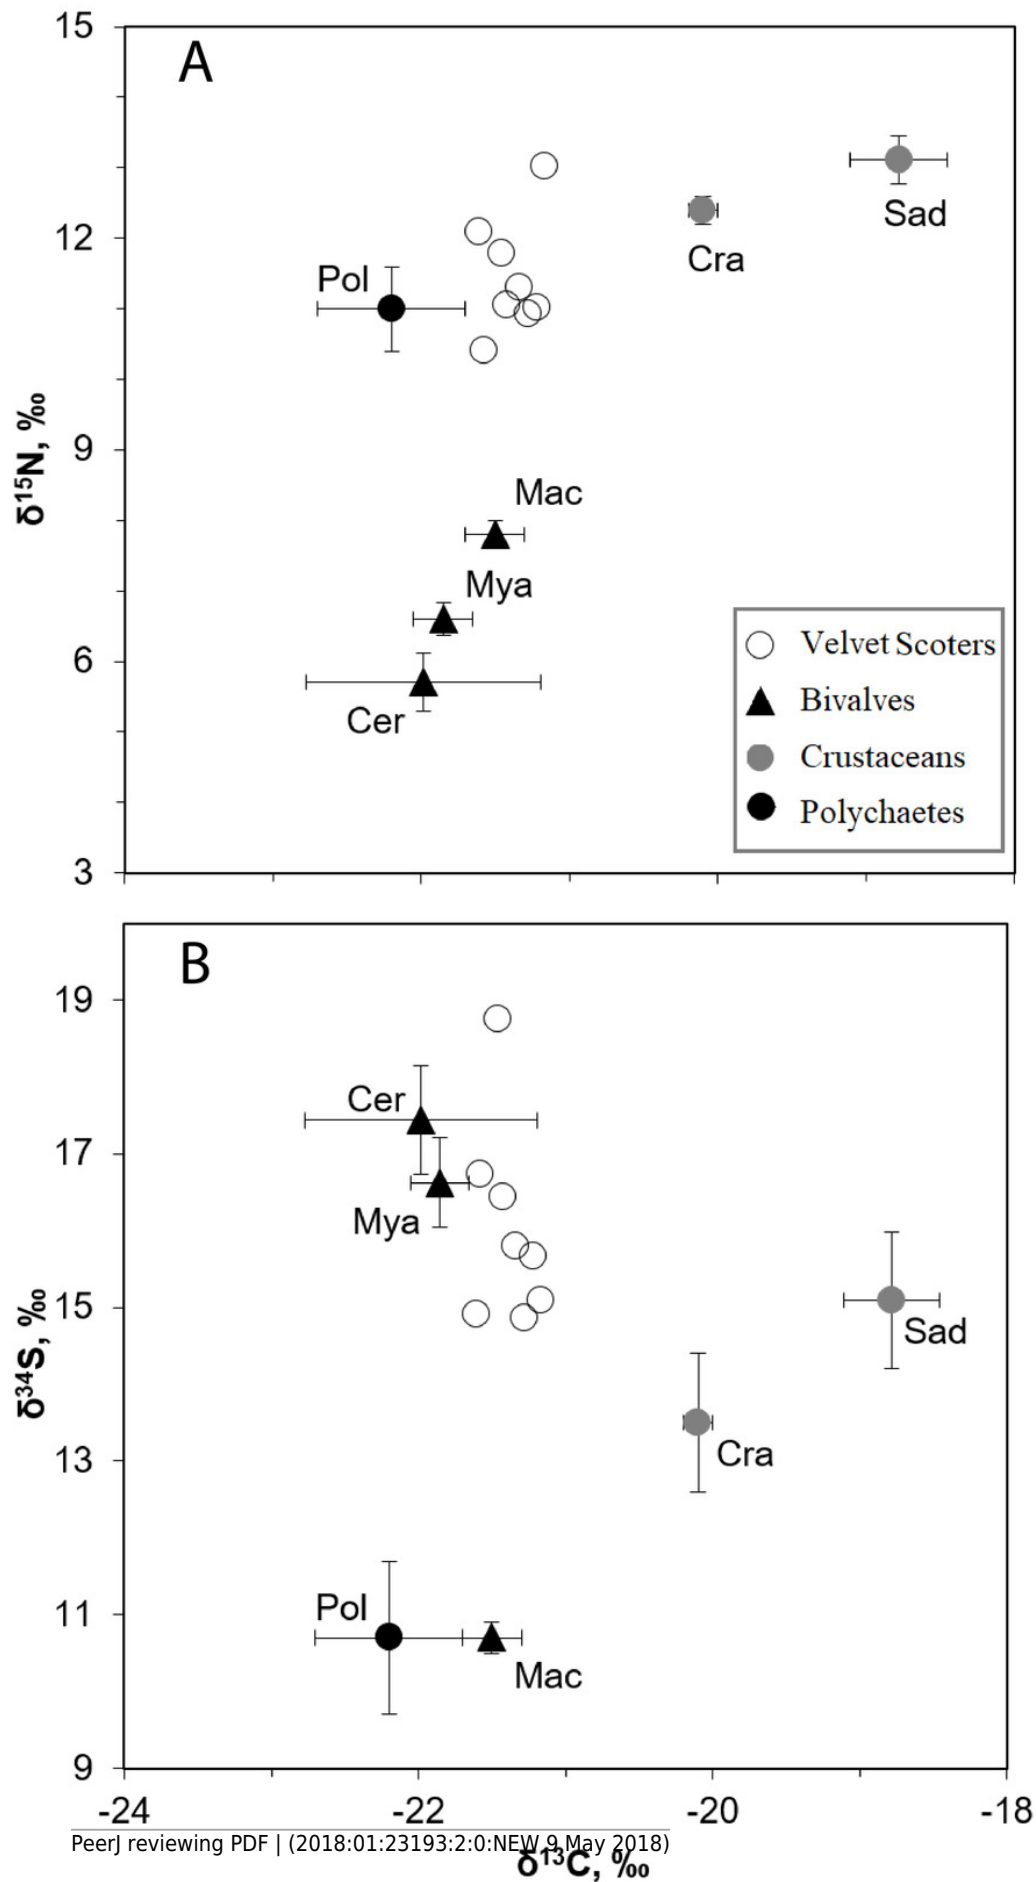 15
A
Sad
12
Cra
Pol
9
δ¹⁵N, ‰
Mac
Mya
6
Cer
Velvet Scoters
Bivalves
Crustaceans
Polychaetes
3
B
19
Cer
17
Mya
15
δ³⁴S, ‰
Sad
13
Cra
11
Pol
Mac
9
-24 -22 -20 -18
PeerJ reviewing PDF | (2018:01:23193:2:0:NEW 9 May 2018)
δ¹³C, ‰